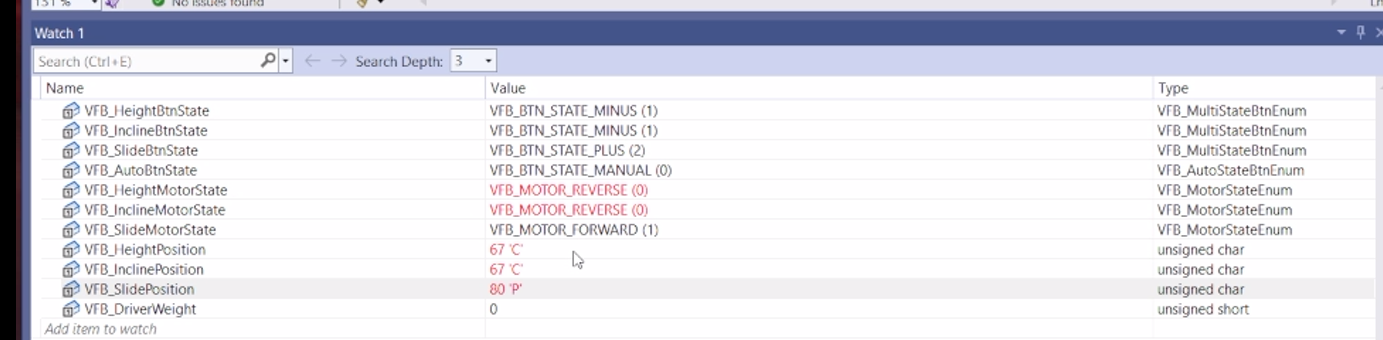 131 % No issues found
Watch 1
Search (Ctrl+E) Search Depth: 3
Name Value Type
VFB_HeightBtnState VFB_BTN_STATE_MINUS (1) VFB_MultiStateBtnEnum
VFB_InclineBtnState VFB_BTN_STATE_MINUS (1) VFB_MultiStateBtnEnum
VFB_SlideBtnState VFB_BTN_STATE_PLUS (2) VFB_MultiStateBtnEnum
VFB_AutoBtnState VFB_BTN_STATE_MANUAL (0) VFB_AutoStateBtnEnum
VFB_HeightMotorState VFB_MOTOR_REVERSE (0) VFB_MotorStateEnum
VFB_InclineMotorState VFB_MOTOR_REVERSE (0) VFB_MotorStateEnum
VFB_SlideMotorState VFB_MOTOR_FORWARD (1) VFB_MotorStateEnum
VFB_HeightPosition 67 'C' unsigned char
VFB_InclinePosition 67 'C' unsigned char
VFB_SlidePosition 80 'P' unsigned char
VFB_DriverWeight 0 unsigned short
Add item to watch